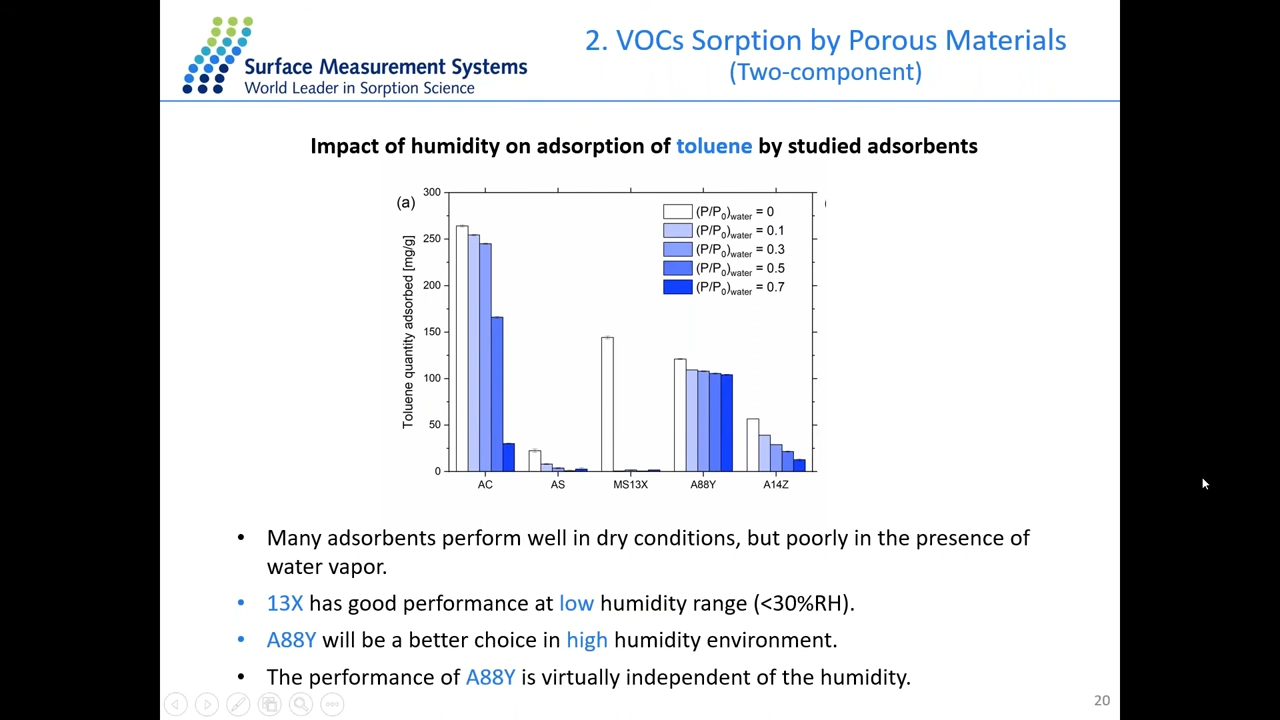 Surface Measurement Systems
World Leader in Sorption Science
2. VOCs Sorption by Porous Materials
(Two-component)
Impact of humidity on adsorption of toluene by studied adsorbents
(a)
Toluene quantity adsorbed [mg/g]
300
250
200
150
100
50
0
(P/P0)water = 0
(P/P0)water = 0.1
(P/P0)water = 0.3
(P/P0)water = 0.5
(P/P0)water = 0.7
AC AS MS13X A88Y A14Z
• Many adsorbents perform well in dry conditions, but poorly in the presence of
water vapor.
• 13X has good performance at low humidity range (<30%RH).
• A88Y will be a better choice in high humidity environment.
• The performance of A88Y is virtually independent of the humidity.
20